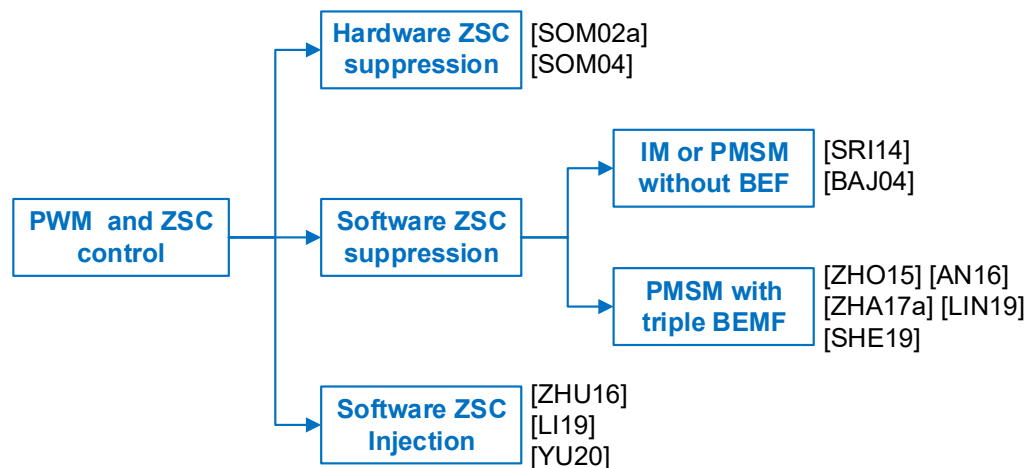 Hardware ZSC
suppression
[SOM02a]
[SOM04]
IM or PMSM
without BEF
[SRI14]
[BAJ04]
PWM and ZSC
control
Software ZSC
suppression
PMSM with
triple BEMF
[ZHO15] [AN16]
[ZHA17a] [LIN19]
[SHE19]
Software ZSC
Injection
[ZHU16]
[LI19]
[YU20]